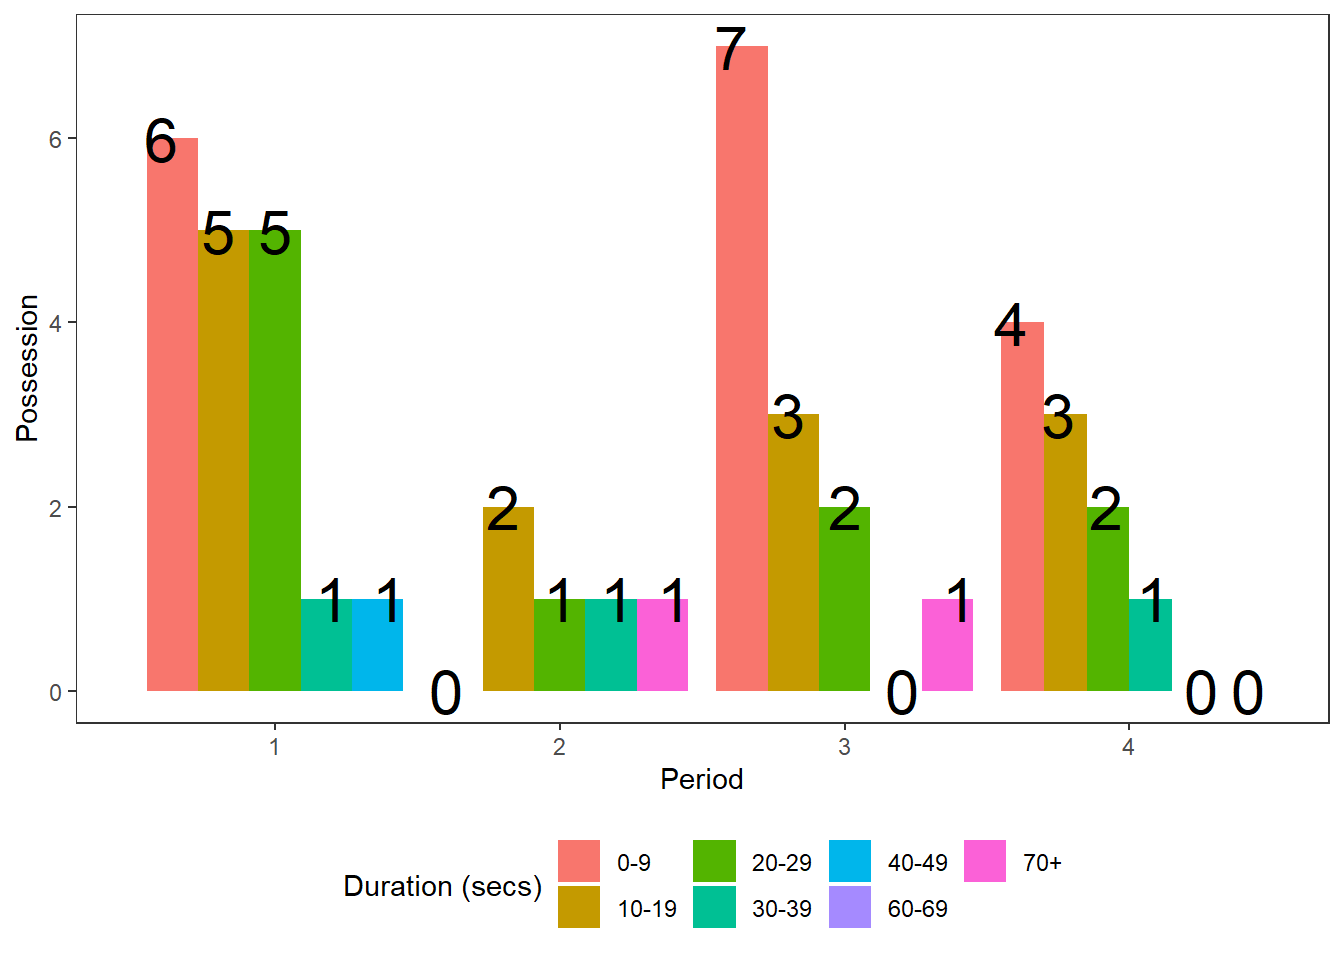 7
6
6
5 5
4
4
3 3
2 2 2
2
1 1 1 1 1 1 1
0 0 0 0 0
1 2 3 4
Possession
Period
Duration (secs)
0-9 20-29 40-49 70+
10-19 30-39 60-69